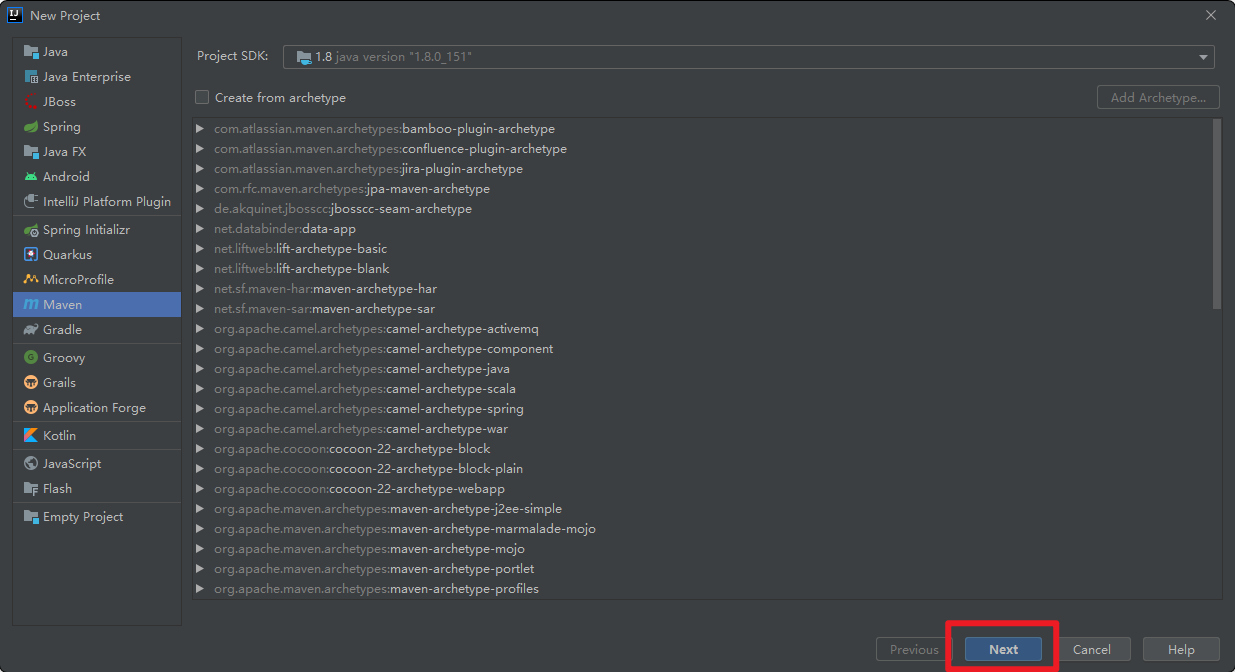 New Project
Java
Java Enterprise
JBoss
Spring
Java FX
Android
IntelliJ Platform Plugin
Spring Initializr
Quarkus
MicroProfile
Maven
Gradle
Groovy
Grails
Application Forge
Kotlin
JavaScript
Flash
Empty Project
Project SDK: 1.8 java version "1.8.0_151"
Create from archetype
Add Archetype...
com.atlassian.maven.archetypes:bamboo-plugin-archetype
com.atlassian.maven.archetypes:confluence-plugin-archetype
com.atlassian.maven.archetypes:jira-plugin-archetype
com.rfc.maven.archetypes:jpa-maven-archetype
de.akquinet.jbosscc:jbosscc-seam-archetype
net.databinder:data-app
net.liftweb:lift-archetype-basic
net.liftweb:lift-archetype-blank
net.sf.maven-har:maven-archetype-har
net.sf.maven-sar:maven-archetype-sar
org.apache.camel.archetypes:camel-archetype-activemq
org.apache.camel.archetypes:camel-archetype-component
org.apache.camel.archetypes:camel-archetype-java
org.apache.camel.archetypes:camel-archetype-scala
org.apache.camel.archetypes:camel-archetype-spring
org.apache.camel.archetypes:camel-archetype-war
org.apache.cocoon:cocoon-22-archetype-block
org.apache.cocoon:cocoon-22-archetype-block-plain
org.apache.cocoon:cocoon-22-archetype-webapp
org.apache.maven.archetypes:maven-archetype-j2ee-simple
org.apache.maven.archetypes:maven-archetype-marmalade-mojo
org.apache.maven.archetypes:maven-archetype-mojo
org.apache.maven.archetypes:maven-archetype-portlet
org.apache.maven.archetypes:maven-archetype-profiles
Previous
Next
Cancel
Help